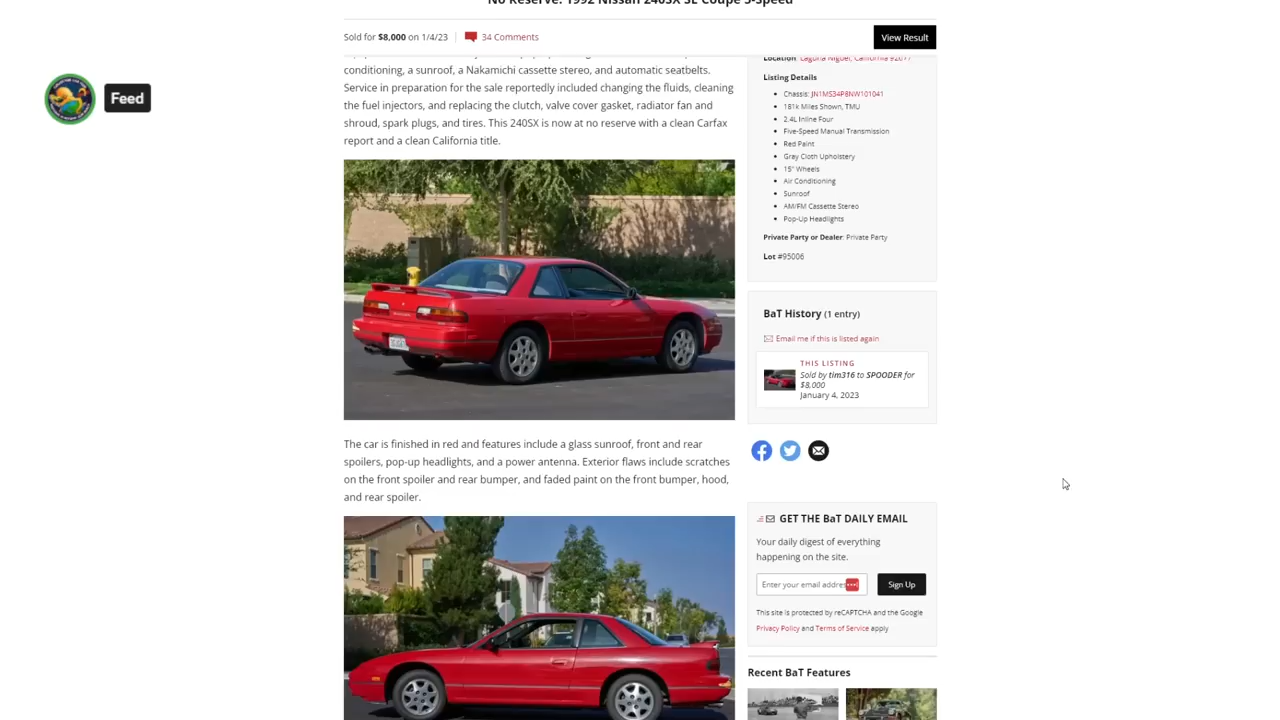 No Reserve: 1992 Nissan 240SX SE Coupe 5-Speed
Sold for $8,000 on 1/4/23
34 Comments
View Result
Feed
conditioning, a sunroof, a Nakamichi cassette stereo, and automatic seatbelts.
Service in preparation for the sale reportedly included changing the fluids, cleaning
the fuel injectors, and replacing the clutch, valve cover gasket, radiator fan and
shroud, spark plugs, and tires. This 240SX is now at no reserve with a clean Carfax
report and a clean California title.
The car is finished in red and features include a glass sunroof, front and rear
spoilers, pop-up headlights, and a power antenna. Exterior flaws include scratches
on the front spoiler and rear bumper, and faded paint on the front bumper, hood,
and rear spoiler.
Location: Laguna Niguel, California 92677
Listing Details
Chassis: JN1MS34P8NW101041
181k Miles Shown, TMU
2.4L Inline Four
Five-Speed Manual Transmission
Red Paint
Gray Cloth Upholstery
15" Wheels
Air Conditioning
Sunroof
AM/FM Cassette Stereo
Pop-Up Headlights
Private Party or Dealer: Private Party
Lot #95006
BaT History (1 entry)
Email me if this is listed again
THIS LISTING
Sold by tim316 to SPOODER for
$8,000
January 4, 2023
GET THE BaT DAILY EMAIL
Your daily digest of everything
happening on the site.
Enter your email addre
Sign Up
This site is protected by reCAPTCHA and the Google
Privacy Policy and Terms of Service apply
Recent BaT Features